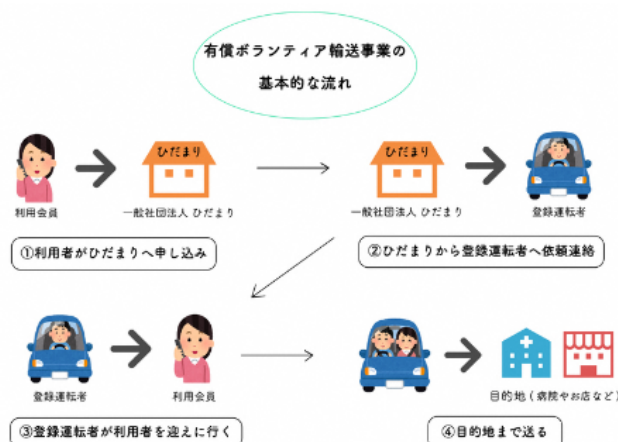 有償ボランティア輸送事業の
基本的な流れ
ひだまり
ひだまり
利用会員
一般社団法人 ひだまり
一般社団法人 ひだまり
登録運転者
①利用者がひだまりへ申し込み
②ひだまりから登録運転者へ依頼連絡
登録運転者
利用会員
目的地(病院やお店など)
③登録運転者が利用者を迎えに行く
④目的地まで送る